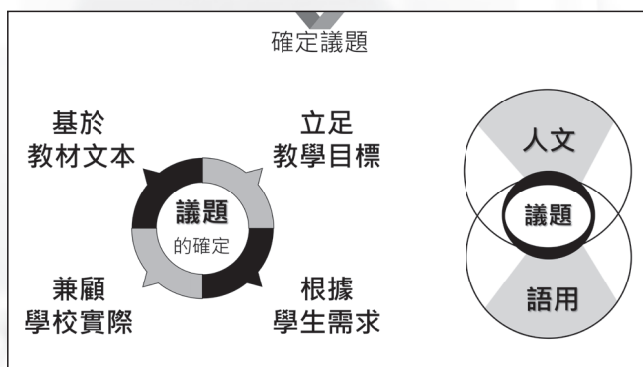 確定議題
基於
教材文本
立足
教學目標
議題
的確定
兼顧
學校實際
根據
學生需求
人文
議題
語用